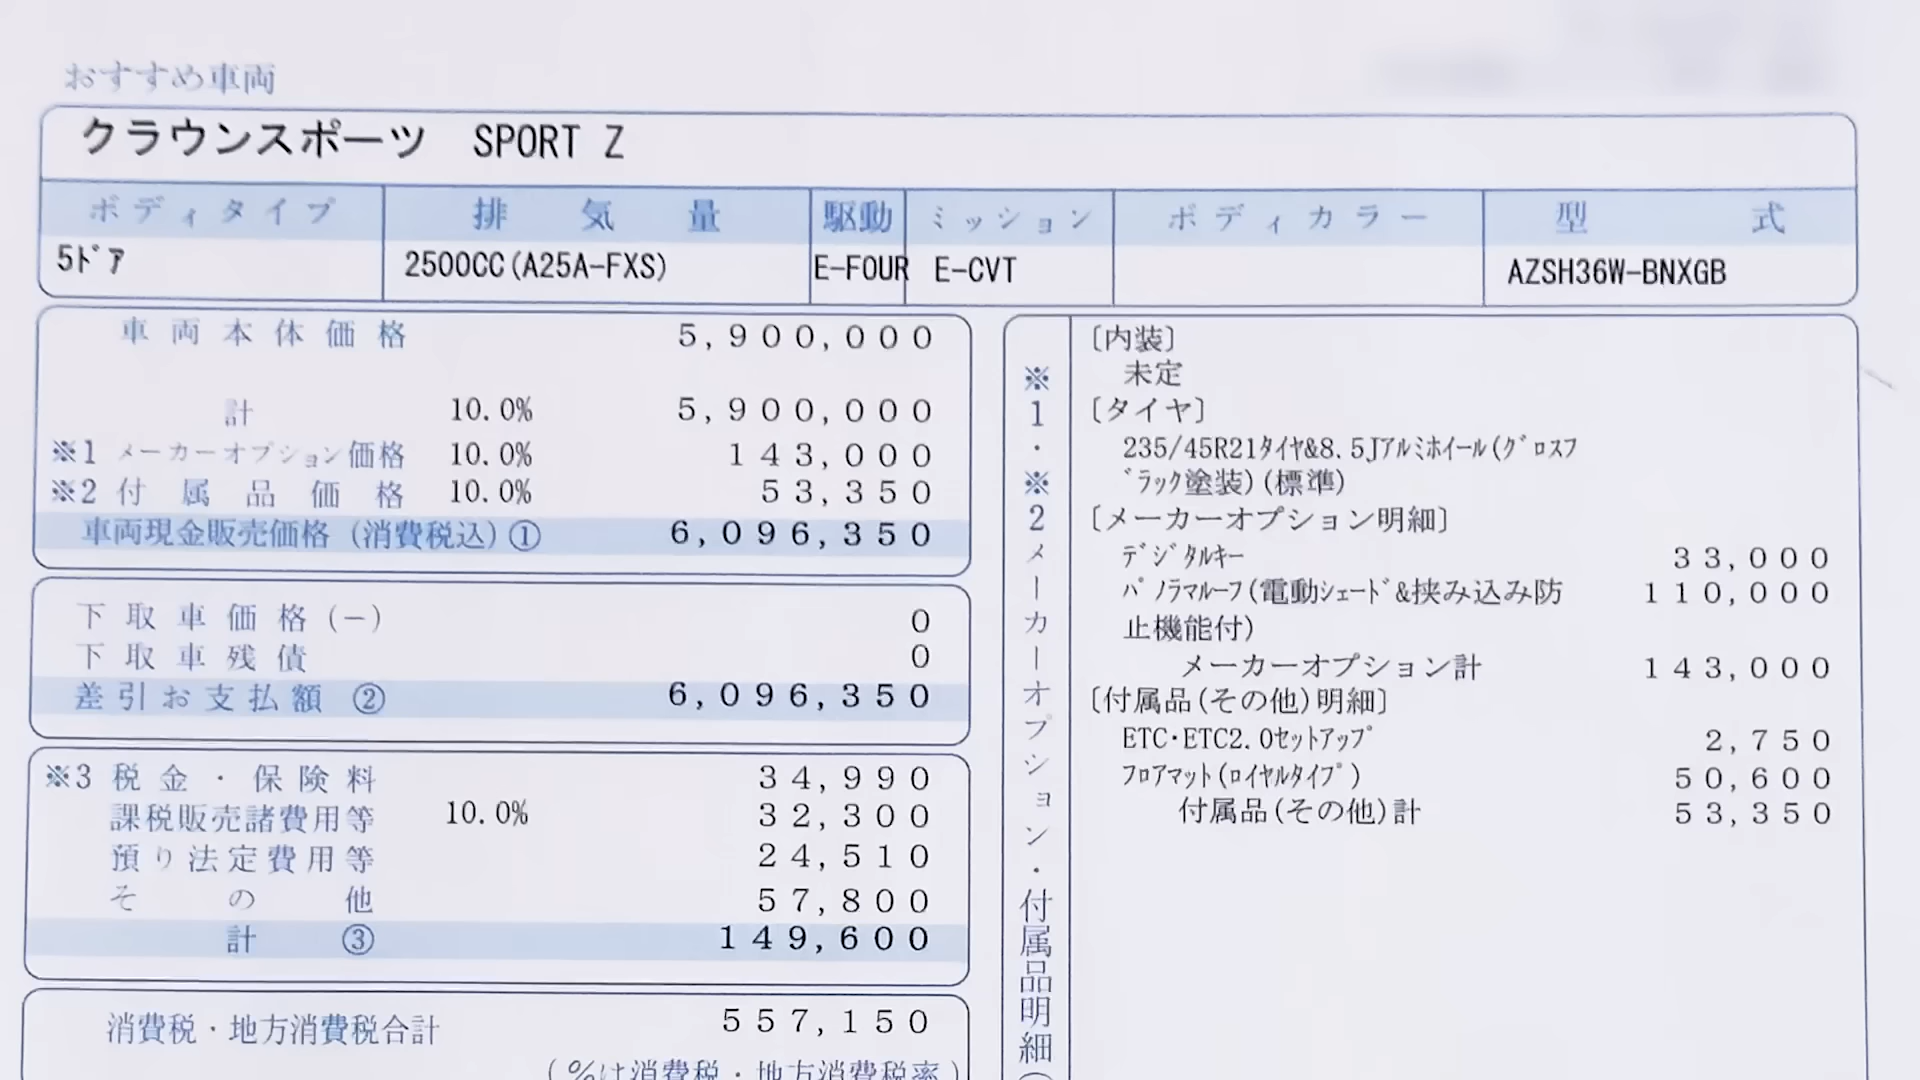 おすすめ車両
クラウンスポーツ　SPORT Z
ボディタイプ　排気量　駆動　ミッション　ボディカラー　型式
5ﾄﾞｱ　2500CC(A25A-FXS)　E-FOUR　E-CVT　AZSH36W-BNXGB
車両本体価格　5,900,000
計　10.0%　5,900,000
※1 メーカーオプション価格　10.0%　143,000
※2 付属品価格　10.0%　53,350
車両現金販売価格 (消費税込) ①　6,096,350
下取車価格(－)　0
下取車残債　0
差引お支払額 ②　6,096,350
※3 税金・保険料　34,990
課税販売諸費用等　10.0%　32,300
預り法定費用等　24,510
その他　57,800
計　③　149,600
消費税・地方消費税合計　557,150
(%は消費税・地方消費税率)
※1・※2メーカーオプション・付属品明細
〔内装〕
未定
〔タイヤ〕
235/45R21ﾀｲﾔ&8.5Jｱﾙﾐﾎｲｰﾙ(ｸﾞﾛｽﾌ
ﾞﾗｯｸ塗装)(標準)
〔メーカーオプション明細〕
ﾃﾞｼﾞﾀﾙｷｰ　33,000
ﾊﾟﾉﾗﾏﾙｰﾌ(電動ｼｪｰﾄﾞ&挟み込み防　110,000
止機能付)
メーカーオプション計　143,000
〔付属品(その他)明細〕
ETC･ETC2.0ｾｯﾄｱｯﾌﾟ　2,750
ﾌﾛｱﾏｯﾄ(ﾛｲﾔﾙﾀｲﾌﾟ)　50,600
付属品(その他)計　53,350